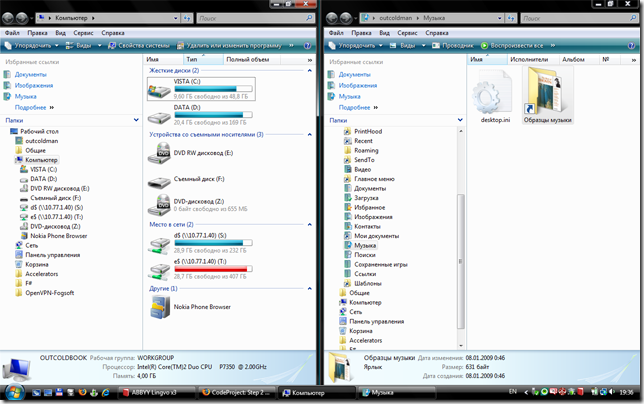 Компьютер
Поиск
Файл Правка Вид Сервис Справка
Упорядочить Виды Свойства системы Удалить или изменить программу
Избранные ссылки
Документы
Изображения
Музыка
Подробнее
Папки
Рабочий стол
outcoldman
Общие
Компьютер
VISTA (C:)
DATA (D:)
DVD RW дисковод (E:)
Съемный диск (F:)
DVD-дисковод (Z:)
d$ (\\10.77.1.40) (S:)
e$ (\\10.77.1.40) (T:)
Nokia Phone Browser
Сеть
Панель управления
Корзина
Accelerators
F#
OpenVPN-Fogsoft
Имя Тип Полный объем
Жесткие диски (2)
VISTA (C:)
9,60 ГБ свободно из 48,8 ГБ
DATA (D:)
20,4 ГБ свободно из 169 ГБ
Устройства со съемными носителями (3)
DVD RW дисковод (E:)
Съемный диск (F:)
DVD-дисковод (Z:)
0 байт свободно из 655 МБ
Место в сети (2)
d$ (\\10.77.1.40) (S:)
28,9 ГБ свободно из 232 ГБ
e$ (\\10.77.1.40) (T:)
28,7 ГБ свободно из 407 ГБ
Другие (1)
Nokia Phone Browser
OUTCOLDBOOK Рабочая группа: WORKGROUP
Процессор: Intel(R) Core(TM)2 Duo CPU P7350 @ 2.00GHz
Память: 4,00 ГБ
outcoldman Музыка
Поиск
Файл Правка Вид Сервис Справка
Упорядочить Виды Проводник Воспроизвести все
Избранные ссылки
Документы
Изображения
Музыка
Подробнее
Папки
PrintHood
Recent
Roaming
SendTo
Видео
Главное меню
Документы
Загрузка
Избранное
Изображения
Контакты
Мои документы
Музыка
Поиски
Сохраненные игры
Ссылки
Шаблоны
Общие
Компьютер
Сеть
Панель управления
Корзина
Accelerators
F#
Имя Исполнители Альбом №
desktop.ini
Образцы музыки
Образцы музыки Дата изменения: 08.01.2009 0:46
Ярлык Размер: 631 байт
Дата создания: 08.01.2009 0:46
ABBYY Lingvo x3
CodeProject: Step 2 ...
Компьютер
Музыка
EN
19:36